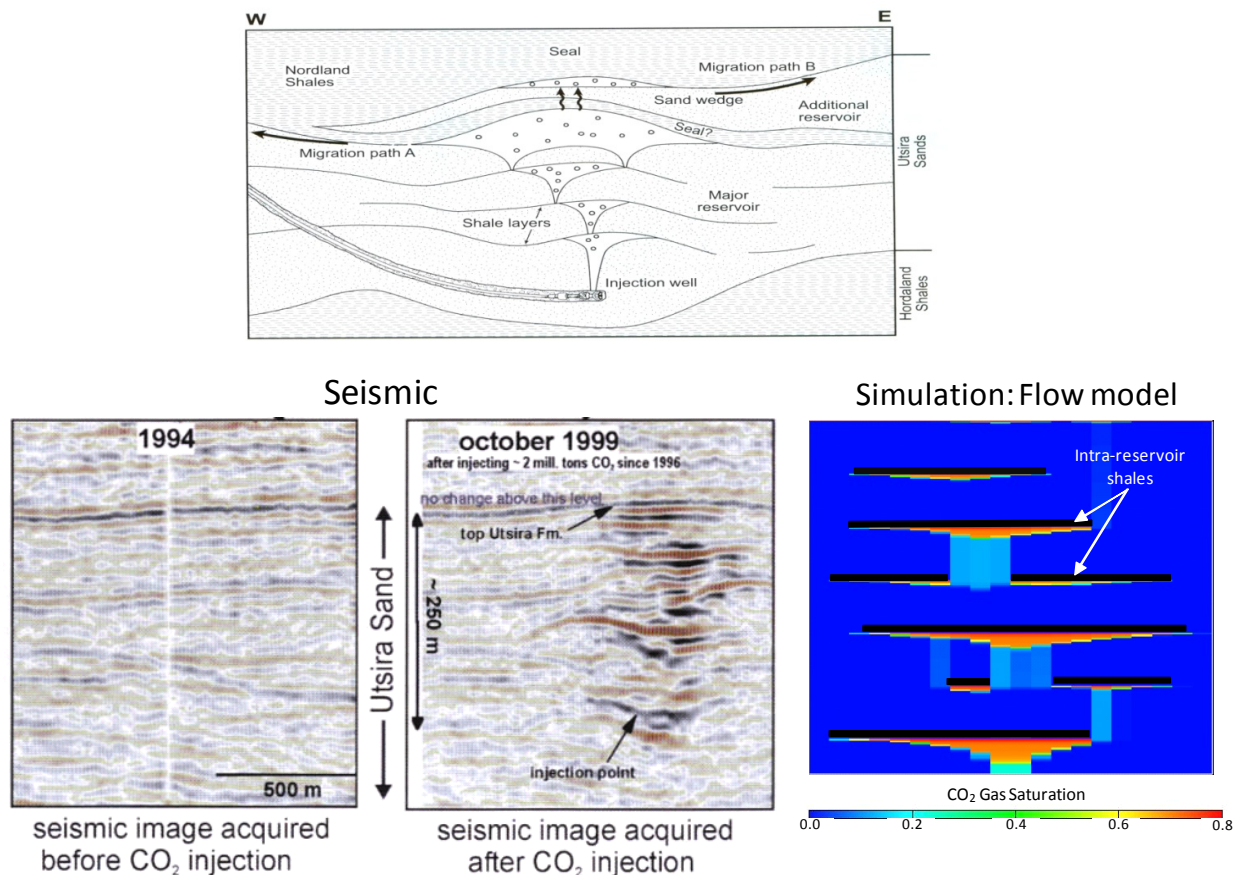 W
E
Seal
Nordland
Shales
Migration path B
Sand wedge
Additional
reservoir
Seal?
Migration path A
Utsira
Sands
Major
reservoir
Shale layers
Injection well
Hordaland
Shales
Seismic
Simulation: Flow model
1994
october 1999
after injecting ~ 2 mill. tons CO₂ since 1996
no change above this level
top Utsira Fm.
Utsira Sand
~ 250 m
injection point
500 m
Intra-reservoir
shales
seismic image acquired
before CO₂ injection
seismic image acquired
after CO₂ injection
CO₂ Gas Saturation
0.0 0.2 0.4 0.6 0.8